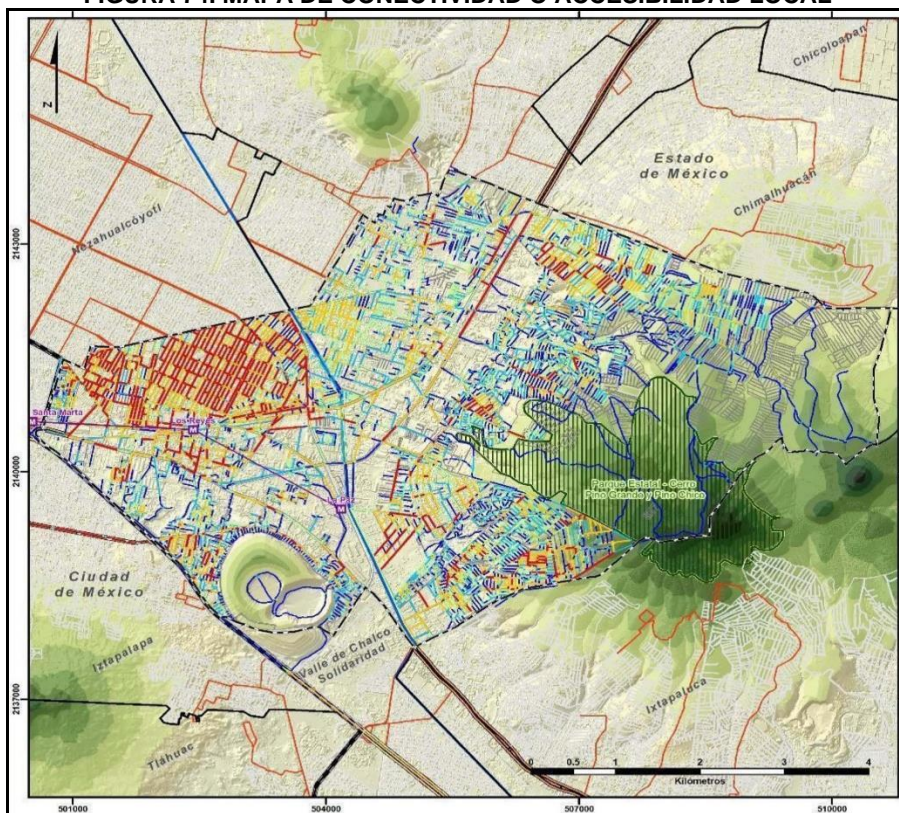 FIGURA MAPA DE CONECTIVIDAD O ACCESIBILIDAD LOCAL
Chicoloapan
N
Estado
de México
Chimalhuacán
Nezahualcóyotl
2143000
Santa Marta
M
Los Reyes
M
2140000
Parque Estatal - Cerro
Pino Grande y Pino Chico
M
Ciudad
de México
Iztapalapa
Valle de Chalco
Solidaridad
Ixtapaluca
2137000
Tláhuac
0 0.5 1 2 3 4
Kilómetros
501000 504000 507000 510000